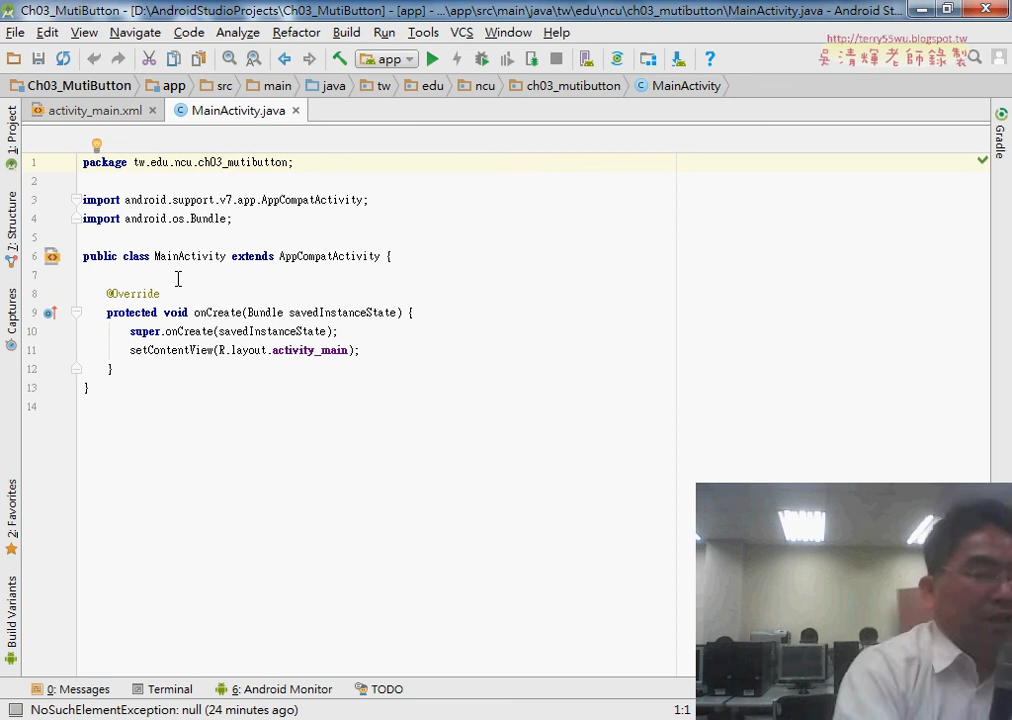 Ch03_MutiButton - [D:\AndroidStudioProjects\Ch03_MutiButton] - [app] - ...\app\src\main\java\tw\edu\ncu\ch03_mutibutton\MainActivity.java - Android St...
File Edit View Navigate Code Analyze Refactor Build Run Tools VCS Window Help
http://terry55wu.blogspot.tw
吳清輝老師錄製
app
Ch03_MutiButton app src main java tw edu ncu ch03_mutibutton MainActivity
activity_main.xml MainActivity.java
1: Project
7: Structure
Captures
2: Favorites
Build Variants
Gradle
1 package tw.edu.ncu.ch03_mutibutton;
2
3 import android.support.v7.app.AppCompatActivity;
4 import android.os.Bundle;
5
6 public class MainActivity extends AppCompatActivity {
7
8 @Override
9 protected void onCreate(Bundle savedInstanceState) {
10 super.onCreate(savedInstanceState);
11 setContentView(R.layout.activity_main);
12 }
13 }
14
0: Messages Terminal 6: Android Monitor TODO
NoSuchElementException: null (24 minutes ago) 1:1